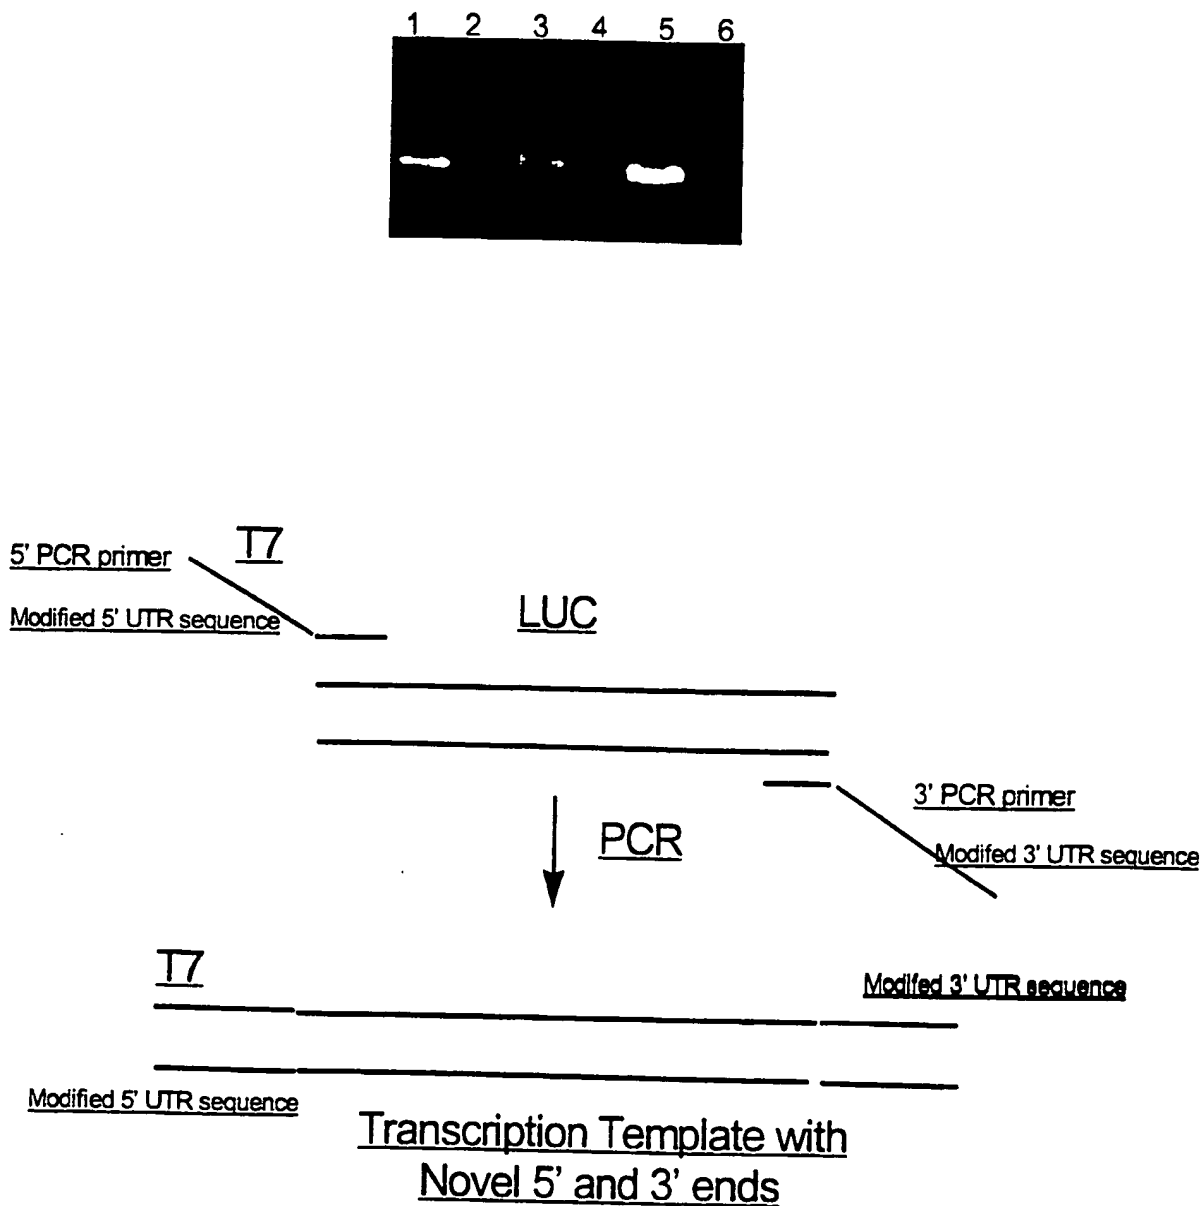 1 2 3 4 5 6
T7
5' PCR primer
Modified 5' UTR sequence
LUC
3' PCR primer
Modifed 3' UTR sequence
PCR
T7
Modifed 3' UTR sequence
Modified 5' UTR sequence
Transcription Template with
Novel 5' and 3' ends